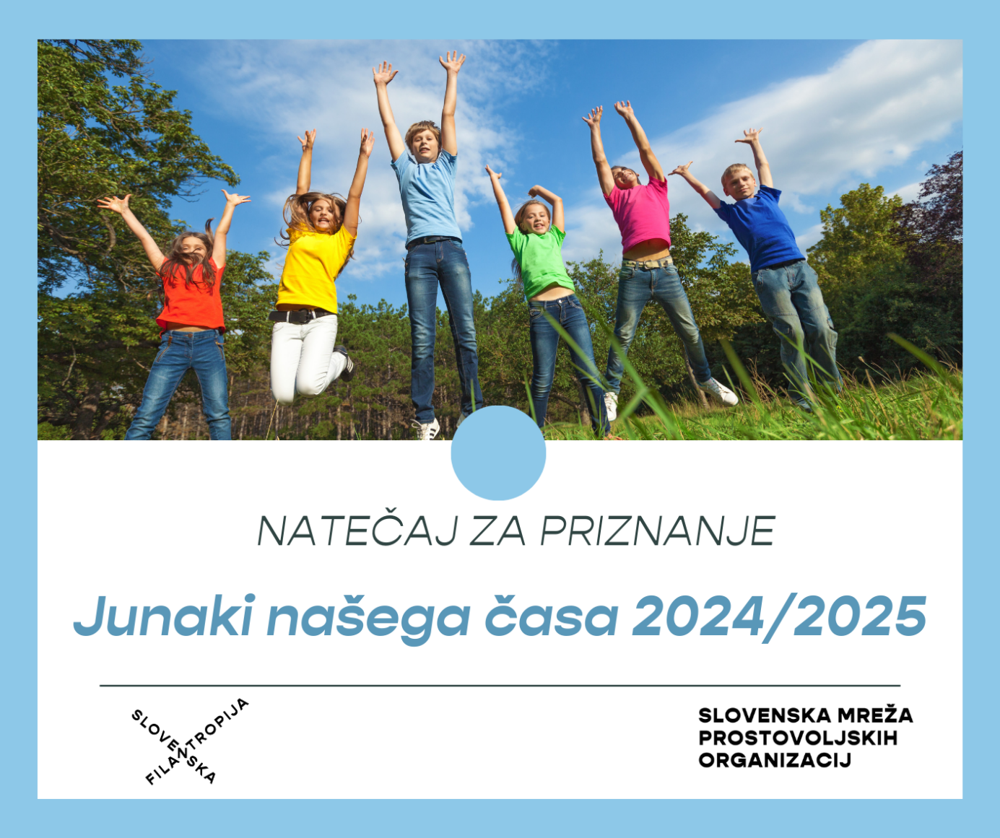 NATEČAJ ZA PRIZNANJE
Junaki našega časa 2024/2025
SLOVENSKA
FILANTROPIJA
SLOVENSKA MREŽA
PROSTOVOLJSKIH
ORGANIZACIJ